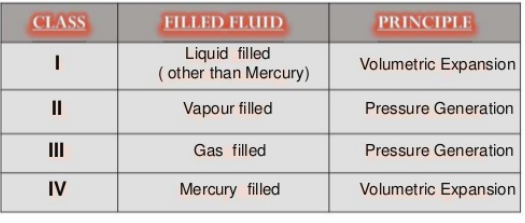 CLASS FILLED FLUID PRINCIPLE
I Liquid filled
( other than Mercury) Volumetric Expansion
II Vapour filled Pressure Generation
III Gas filled Pressure Generation
IV Mercury filled Volumetric Expansion